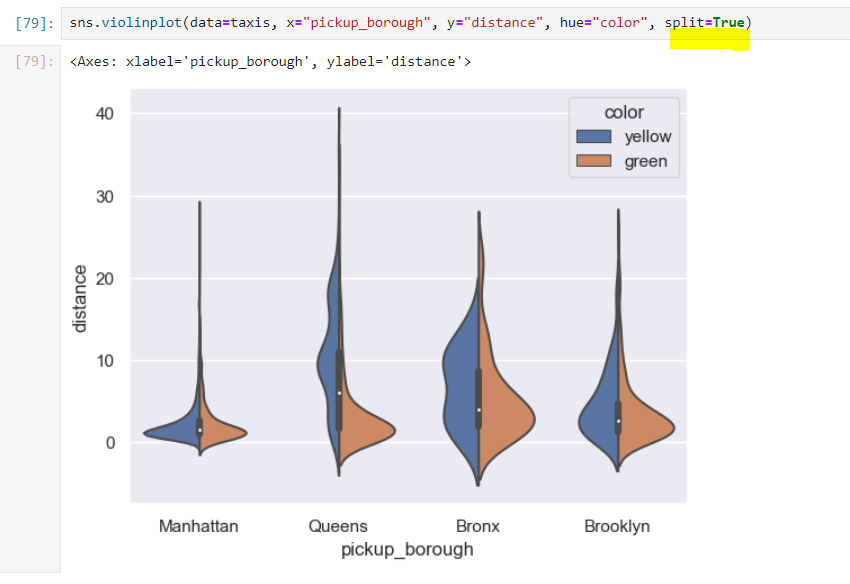 [79]: sns.violinplot(data=taxis, x="pickup_borough", y="distance", hue="color", split=True)
[79]: <Axes: xlabel='pickup_borough', ylabel='distance'>
color
yellow
green
40
30
20
10
0
distance
Manhattan Queens Bronx Brooklyn
pickup_borough